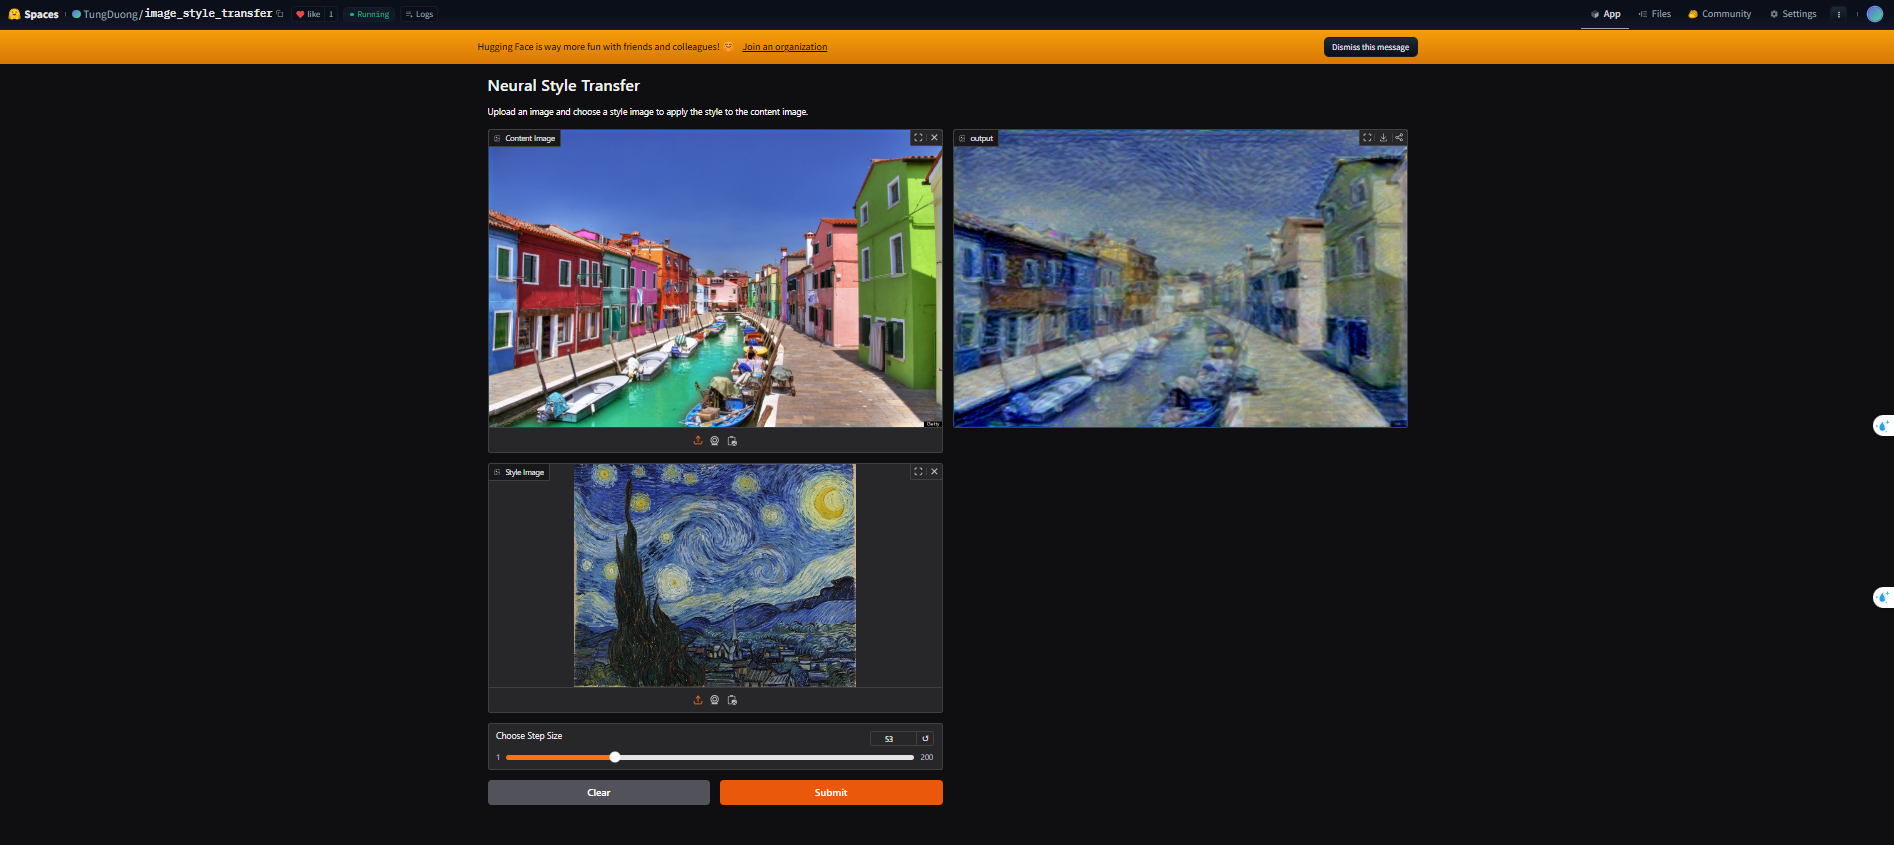 Spaces TungDuong/image_style_transfer like 1 Running Logs App Files Community Settings
Hugging Face is way more fun with friends and colleagues! Join an organization Dismiss this message
Neural Style Transfer
Upload an image and choose a style image to apply the style to the content image.
Content Image
output
Getty
Style Image
Choose Step Size 53
1 200
Clear Submit